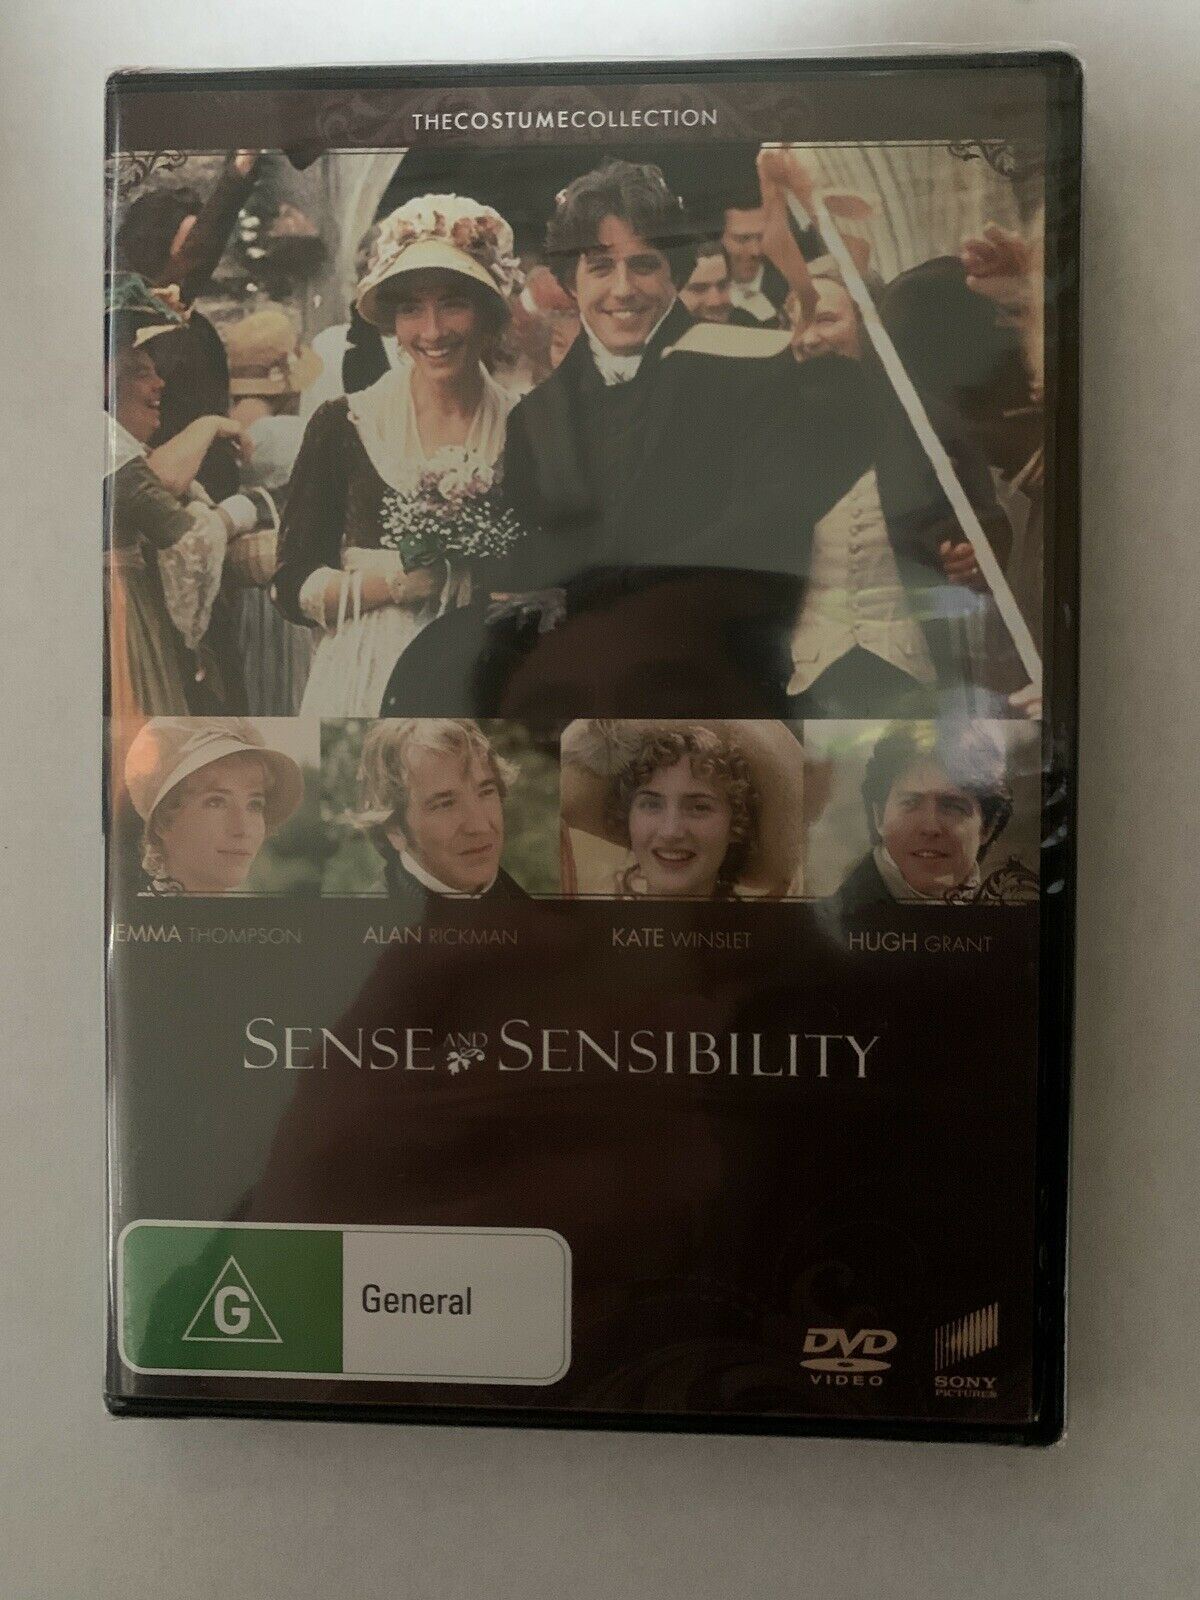 THECOSTUMECOLLECTION
EMMA THOMPSON ALAN RICKMAN KATE WINSLET HUGH GRANT
SENSE AND SENSIBILITY
G General
DVD
VIDEO
SONY
PICTURES